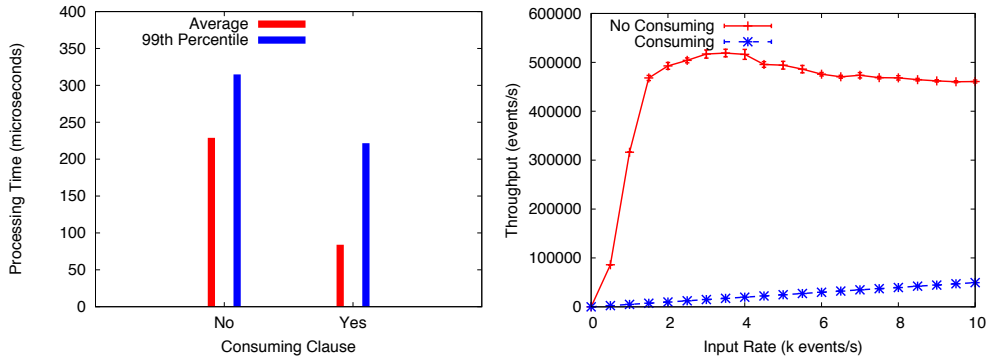 Average
99th Percentile
400
350
300
250
200
150
100
50
0
Processing Time (microseconds)
No
Yes
Consuming Clause
No Consuming
Consuming
600000
500000
400000
300000
200000
100000
0
Throughput (events/s)
0
2
4
6
8
10
Input Rate (k events/s)